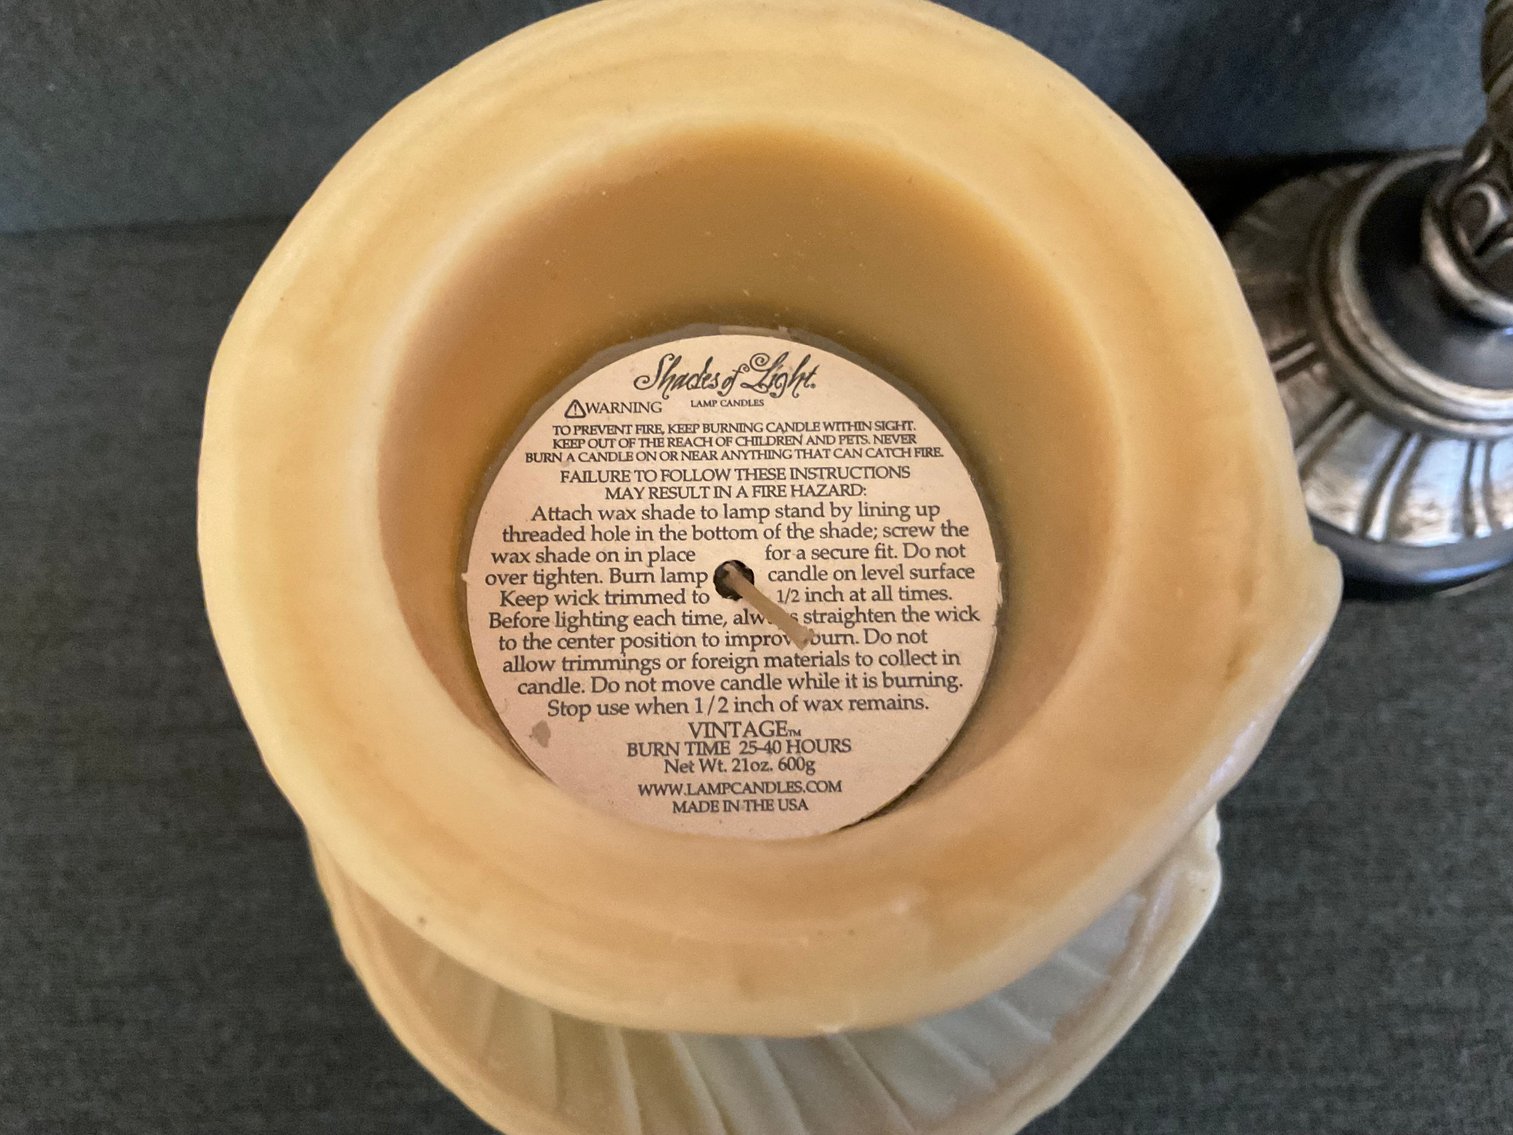 Shades of Light®
LAMP CANDLES
⚠WARNING
TO PREVENT FIRE, KEEP BURNING CANDLE WITHIN SIGHT.
KEEP OUT OF THE REACH OF CHILDREN AND PETS. NEVER
BURN A CANDLE ON OR NEAR ANYTHING THAT CAN CATCH FIRE.
FAILURE TO FOLLOW THESE INSTRUCTIONS
MAY RESULT IN A FIRE HAZARD:
Attach wax shade to lamp stand by lining up
threaded hole in the bottom of the shade; screw the
wax shade on in place for a secure fit. Do not
over tighten. Burn lamp candle on level surface
Keep wick trimmed to 1/2 inch at all times.
Before lighting each time, always straighten the wick
to the center position to improve burn. Do not
allow trimmings or foreign materials to collect in
candle. Do not move candle while it is burning.
Stop use when 1/2 inch of wax remains.
VINTAGE™
BURN TIME 25-40 HOURS
Net Wt. 21oz. 600g
WWW.LAMPCANDLES.COM
MADE IN THE USA